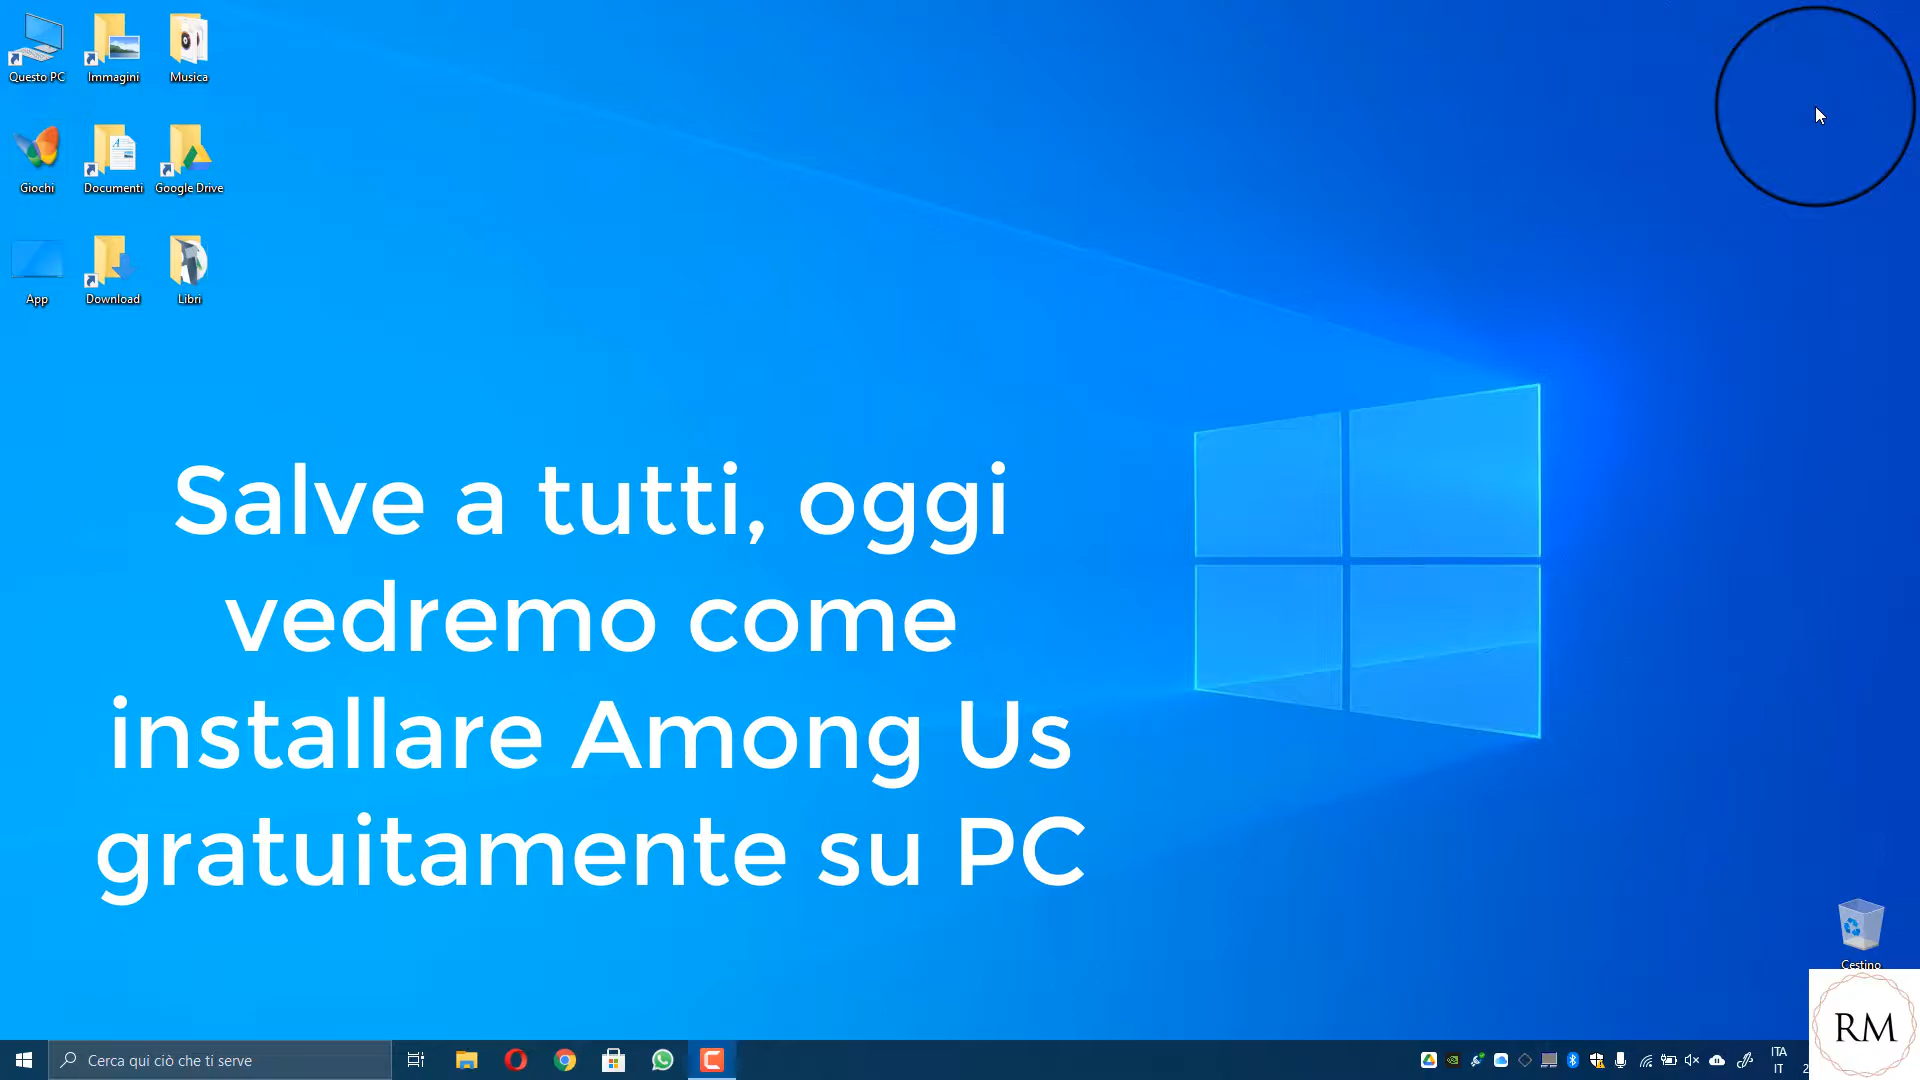 Questo PC
Immagini
Musica
Giochi
Documenti
Google Drive
App
Download
Libri
Salve a tutti, oggi
vedremo come
installare Among Us
gratuitamente su PC
Cestino
RM
Cerca qui ciò che ti serve
ITA
IT
2